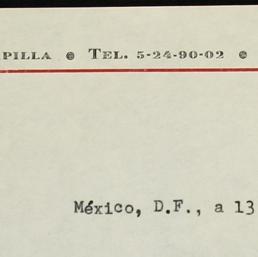 PILLA ● TEL. 5-24-90-02 ●
México, D.F., a 13